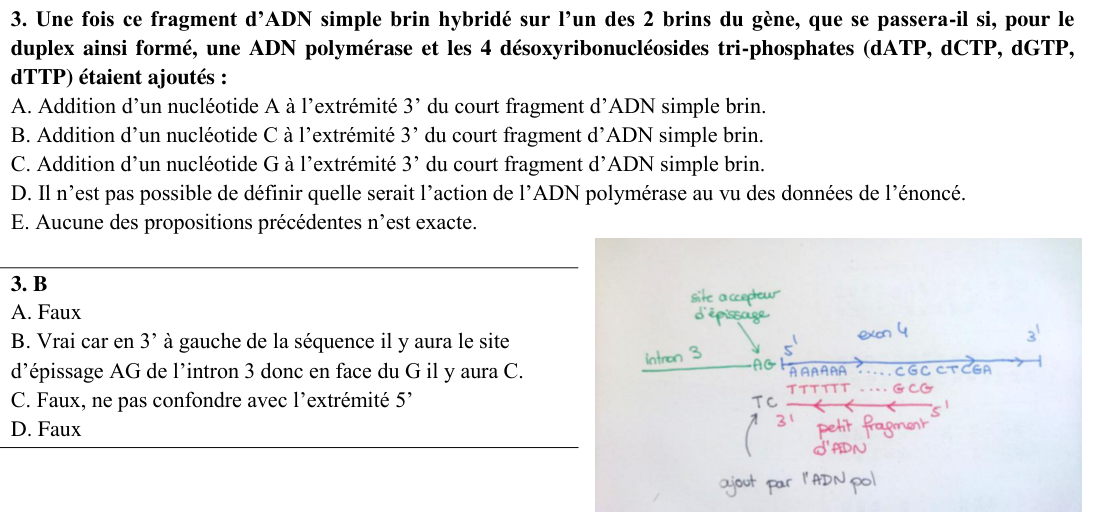 3. Une fois ce fragment d’ADN simple brin hybridé sur l’un des 2 brins du gène, que se passera-il si, pour le
duplex ainsi formé, une ADN polymérase et les 4 désoxyribonucléosides tri-phosphates (dATP, dCTP, dGTP,
dTTP) étaient ajoutés :
A. Addition d’un nucléotide A à l’extrémité 3’ du court fragment d’ADN simple brin.
B. Addition d’un nucléotide C à l’extrémité 3’ du court fragment d’ADN simple brin.
C. Addition d’un nucléotide G à l’extrémité 3’ du court fragment d’ADN simple brin.
D. Il n’est pas possible de définir quelle serait l’action de l’ADN polymérase au vu des données de l’énoncé.
E. Aucune des propositions précédentes n’est exacte.
3. B
A. Faux
B. Vrai car en 3’ à gauche de la séquence il y aura le site
d’épissage AG de l’intron 3 donc en face du G il y aura C.
C. Faux, ne pas confondre avec l’extrémité 5’
D. Faux
site accepteur
d'épissage
intron 3
5' exon 4 3'
AG AAAAAA ?.....CGCCTCGA
TTTTTT ....GCG
TC
3' 5'
petit fragment
d'ADN
ajout par l'ADN pol